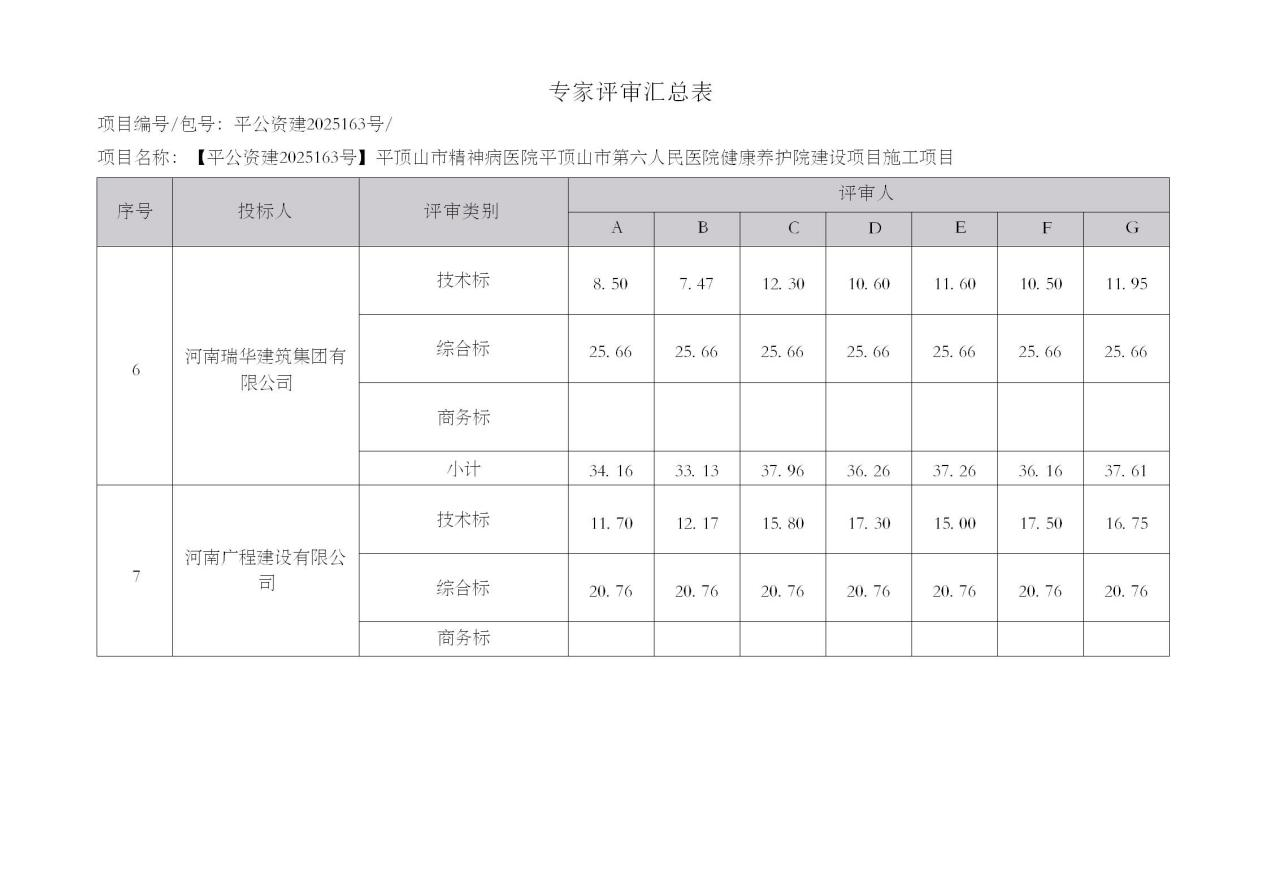 专家评审汇总表
项目编号/包号：平公资建2025163号/
项目名称：【平公资建2025163号】平顶山市精神病医院平顶山市第六人民医院健康养护院建设项目施工项目
序号 投标人 评审类别 评审人
A B C D E F G
6 河南瑞华建筑集团有
限公司
技术标 8.50 7.47 12.30 10.60 11.60 10.50 11.95
综合标 25.66 25.66 25.66 25.66 25.66 25.66 25.66
商务标
小计 34.16 33.13 37.96 36.26 37.26 36.16 37.61
7 河南广程建设有限公
司
技术标 11.70 12.17 15.80 17.30 15.00 17.50 16.75
综合标 20.76 20.76 20.76 20.76 20.76 20.76 20.76
商务标